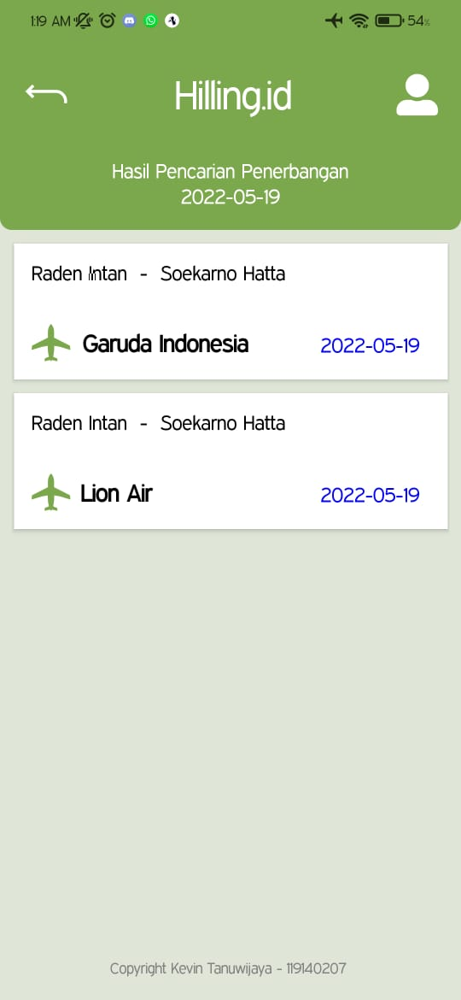 1:19 AM 54%
Hilling.id
Hasil Pencarian Penerbangan
2022-05-19
Raden Intan - Soekarno Hatta
Garuda Indonesia 2022-05-19
Raden Intan - Soekarno Hatta
Lion Air 2022-05-19
Copyright Kevin Tanuwijaya - 119140207